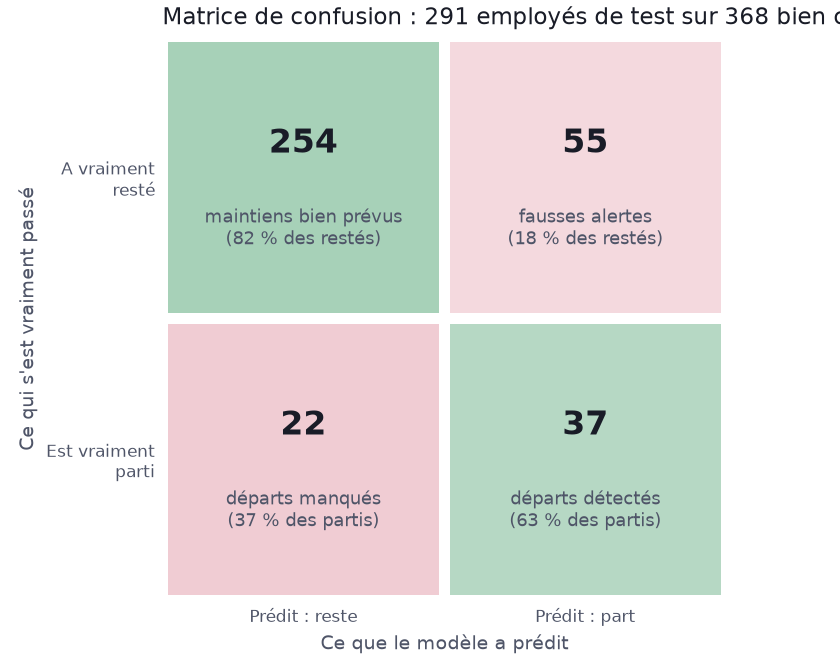 Matrice de confusion : 291 employés de test sur 368 bien
254
maintiens bien prévus
(82 % des restés)
55
fausses alertes
(18 % des restés)
A vraiment
resté
Ce qui s'est vraiment passé
22
départs manqués
(37 % des partis)
37
départs détectés
(63 % des partis)
Est vraiment
parti
Prédit : reste
Prédit : part
Ce que le modèle a prédit